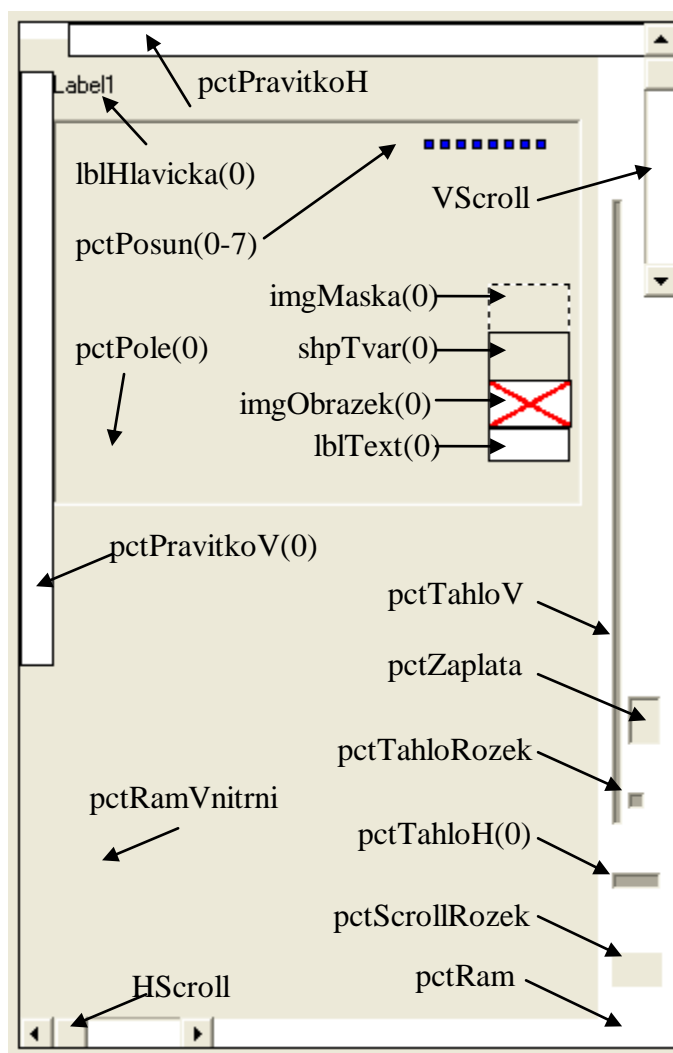 Label1
pctPravitkoH
lblHlavicka(0)
VScroll
pctPosun(0-7)
imgMaska(0)
pctPole(0)
shpTvar(0)
imgObrazek(0)
lblText(0)
pctPravitkoV(0)
pctTahloV
pctZaplata
pctTahloRozek
pctRamVnitrni
pctTahloH(0)
pctScrollRozek
pctRam
HScroll